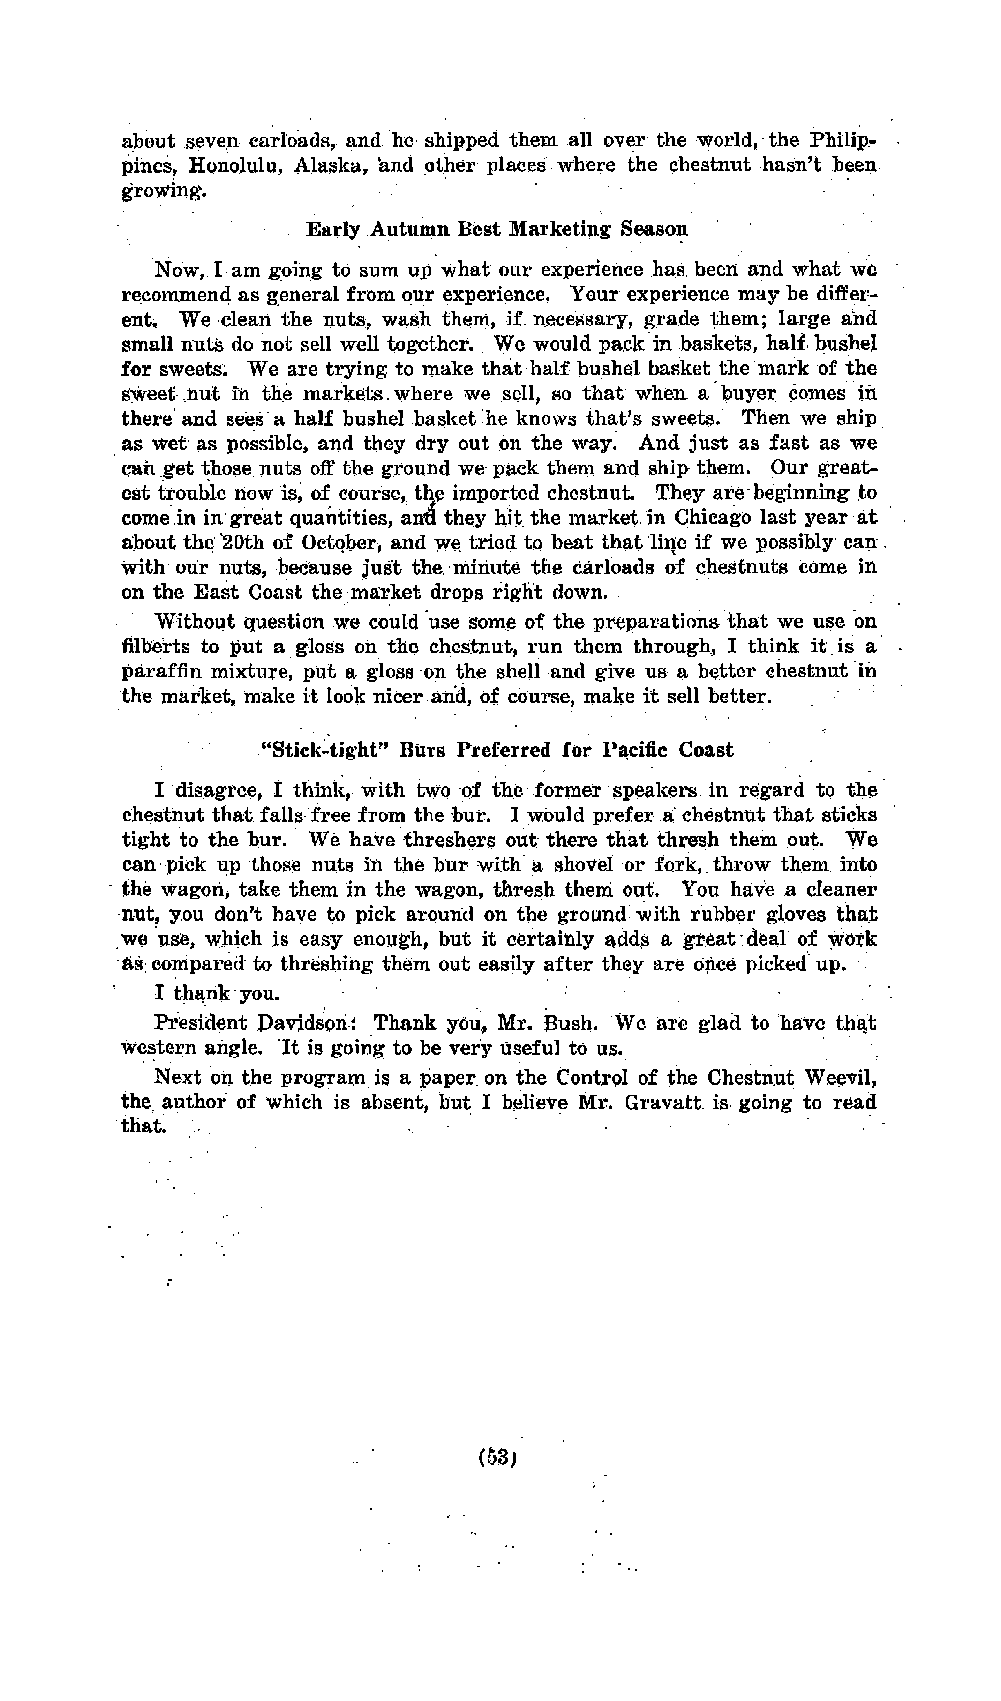 about seven carloads, and he shipped them all over the world, the Philip-
pines, Honolulu, Alaska, and other places where the chestnut hasn't been
growing.
Early Autumn Best Marketing Season
Now, I am going to sum up what our experience has been and what we
recommend as general from our experience. Your experience may be differ-
ent. We clean the nuts, wash them, if necessary, grade them; large and
small nuts do not sell well together. We would pack in baskets, half bushel
for sweets. We are trying to make that half bushel basket the mark of the
sweet nut in the markets where we sell, so that when a buyer comes in
there and sees a half bushel basket he knows that's sweets. Then we ship
as wet as possible, and they dry out on the way. And just as fast as we
can get those nuts off the ground we pack them and ship them. Our great-
est trouble now is, of course, the imported chestnut. They are beginning to
come in in great quantities, and they hit the market in Chicago last year at
about the 20th of October, and we tried to beat that line if we possibly can
with our nuts, because just the minute the carloads of chestnuts come in
on the East Coast the market drops right down.
Without question we could use some of the preparations that we use on
filberts to put a gloss on the chestnut, run them through, I think it is a
paraffin mixture, put a gloss on the shell and give us a better chestnut in
the market, make it look nicer and, of course, make it sell better.
"Stick-tight" Burs Preferred for Pacific Coast
I disagree, I think, with two of the former speakers in regard to the
chestnut that falls free from the bur. I would prefer a chestnut that sticks
tight to the bur. We have threshers out there that thresh them out. We
can pick up those nuts in the bur with a shovel or fork, throw them into
the wagon, take them in the wagon, thresh them out. You have a cleaner
nut, you don't have to pick around on the ground with rubber gloves that
we use, which is easy enough, but it certainly adds a great deal of work
as compared to threshing them out easily after they are once picked up.
I thank you.
President Davidson: Thank you, Mr. Bush. We are glad to have that
western angle. It is going to be very useful to us.
Next on the program is a paper on the Control of the Chestnut Weevil,
the author of which is absent, but I believe Mr. Gravatt is going to read
that.
(53)